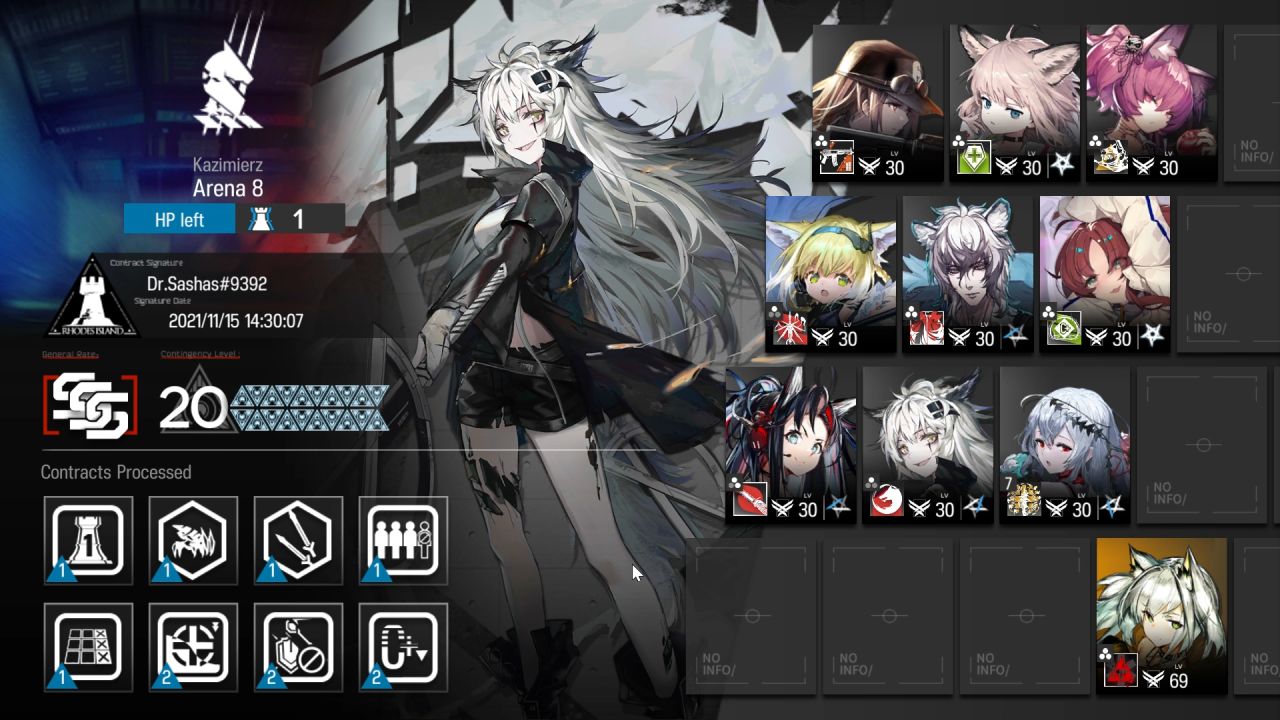 Kazimierz
Arena 8
HP left 1
Contract Signature
Dr.Sashas#9392
Signature Date
2021/11/15 14:30:07
RHODES ISLAND
General Rate:
Contingency Level:
20
Contracts Processed
1
1
1
1
1
1
2
2
2
LV
30
LV
30
LV
30
NO
INFO/
LV
30
LV
30
LV
30
NO
INFO/
LV
30
LV
30
7
LV
30
NO
INFO/
NO
INFO/
NO
INFO/
NO
INFO/
LV
69
NO
INFO/